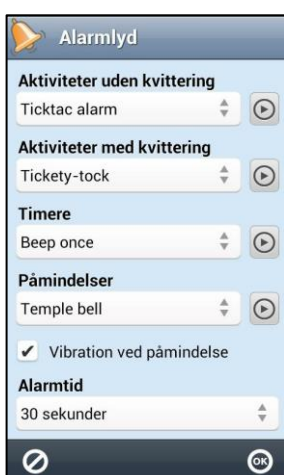 Alarmlyd
Aktiviteter uden kvittering
Ticktac alarm
Aktiviteter med kvittering
Tickety-tock
Timere
Beep once
Påmindelser
Temple bell
Vibration ved påmindelse
Alarmtid
30 sekunder
OK